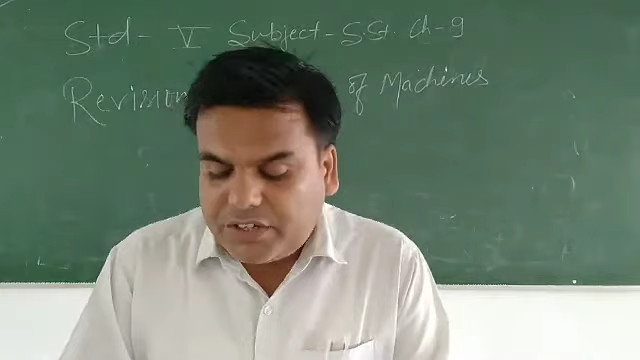 Std- V Subject - S.St. Ch-9
Revision of Machines